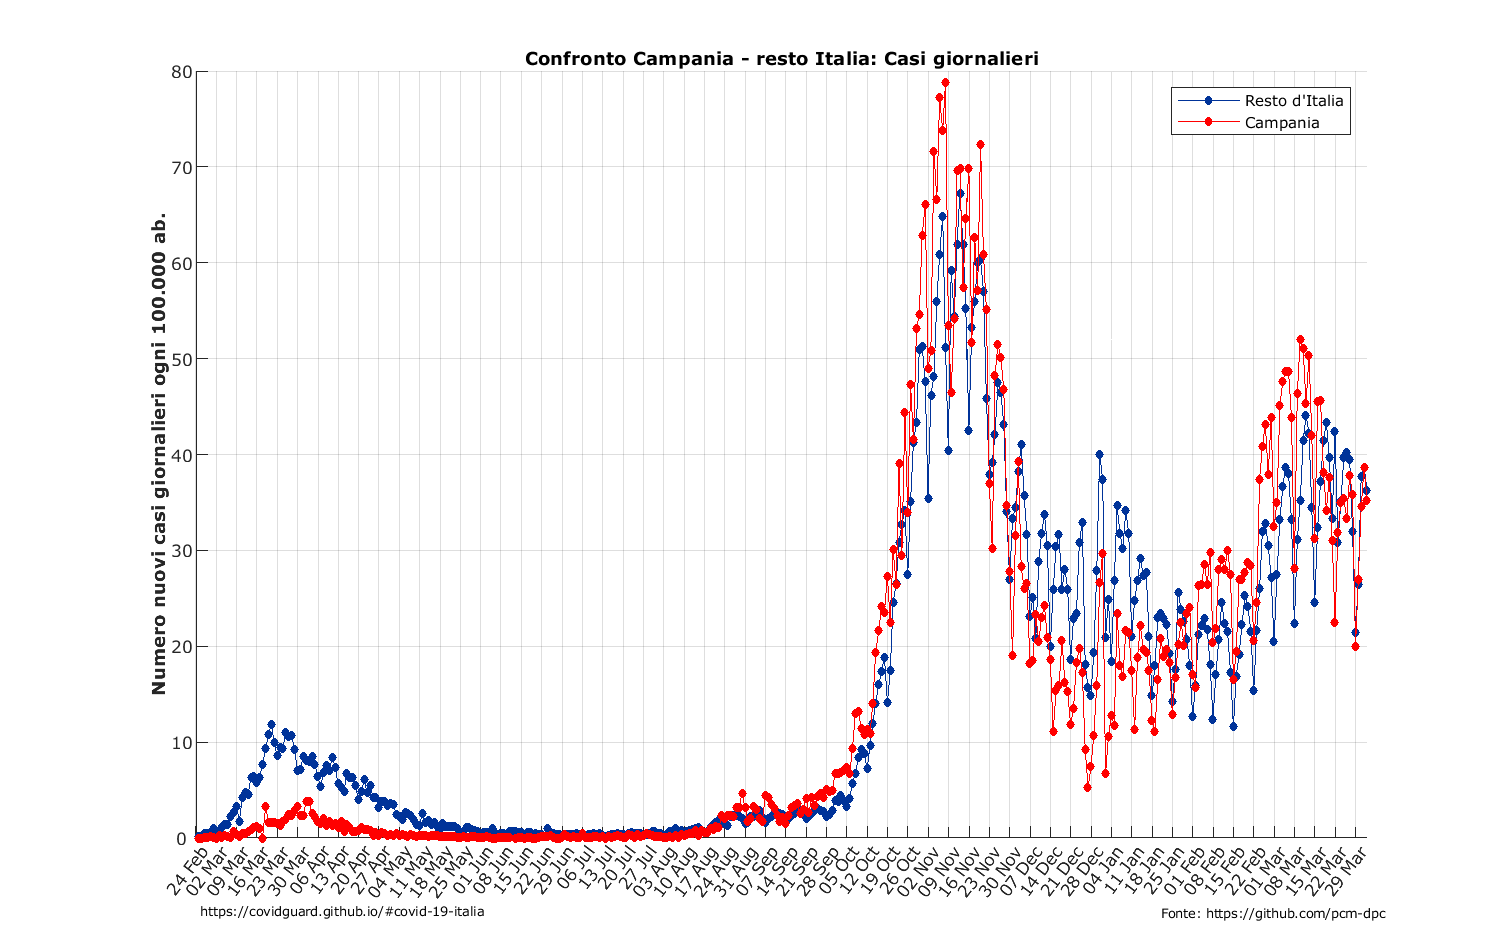 Confronto Campania - resto Italia: Casi giornalieri
Resto d'Italia
Campania
Numero nuovi casi giornalieri ogni 100.000 ab.
80
70
60
50
40
30
20
10
0
24 Feb
02 Mar
09 Mar
16 Mar
23 Mar
30 Mar
06 Apr
13 Apr
20 Apr
27 Apr
04 May
11 May
18 May
25 May
01 Jun
08 Jun
15 Jun
22 Jun
29 Jun
06 Jul
13 Jul
20 Jul
27 Jul
03 Aug
10 Aug
17 Aug
24 Aug
31 Aug
07 Sep
14 Sep
21 Sep
28 Sep
05 Oct
12 Oct
19 Oct
26 Oct
02 Nov
09 Nov
16 Nov
23 Nov
30 Nov
07 Dec
14 Dec
21 Dec
28 Dec
04 Jan
11 Jan
18 Jan
25 Jan
01 Feb
08 Feb
15 Feb
22 Feb
01 Mar
08 Mar
15 Mar
22 Mar
29 Mar
https://covidguard.github.io/#covid-19-italia
Fonte: https://github.com/pcm-dpc